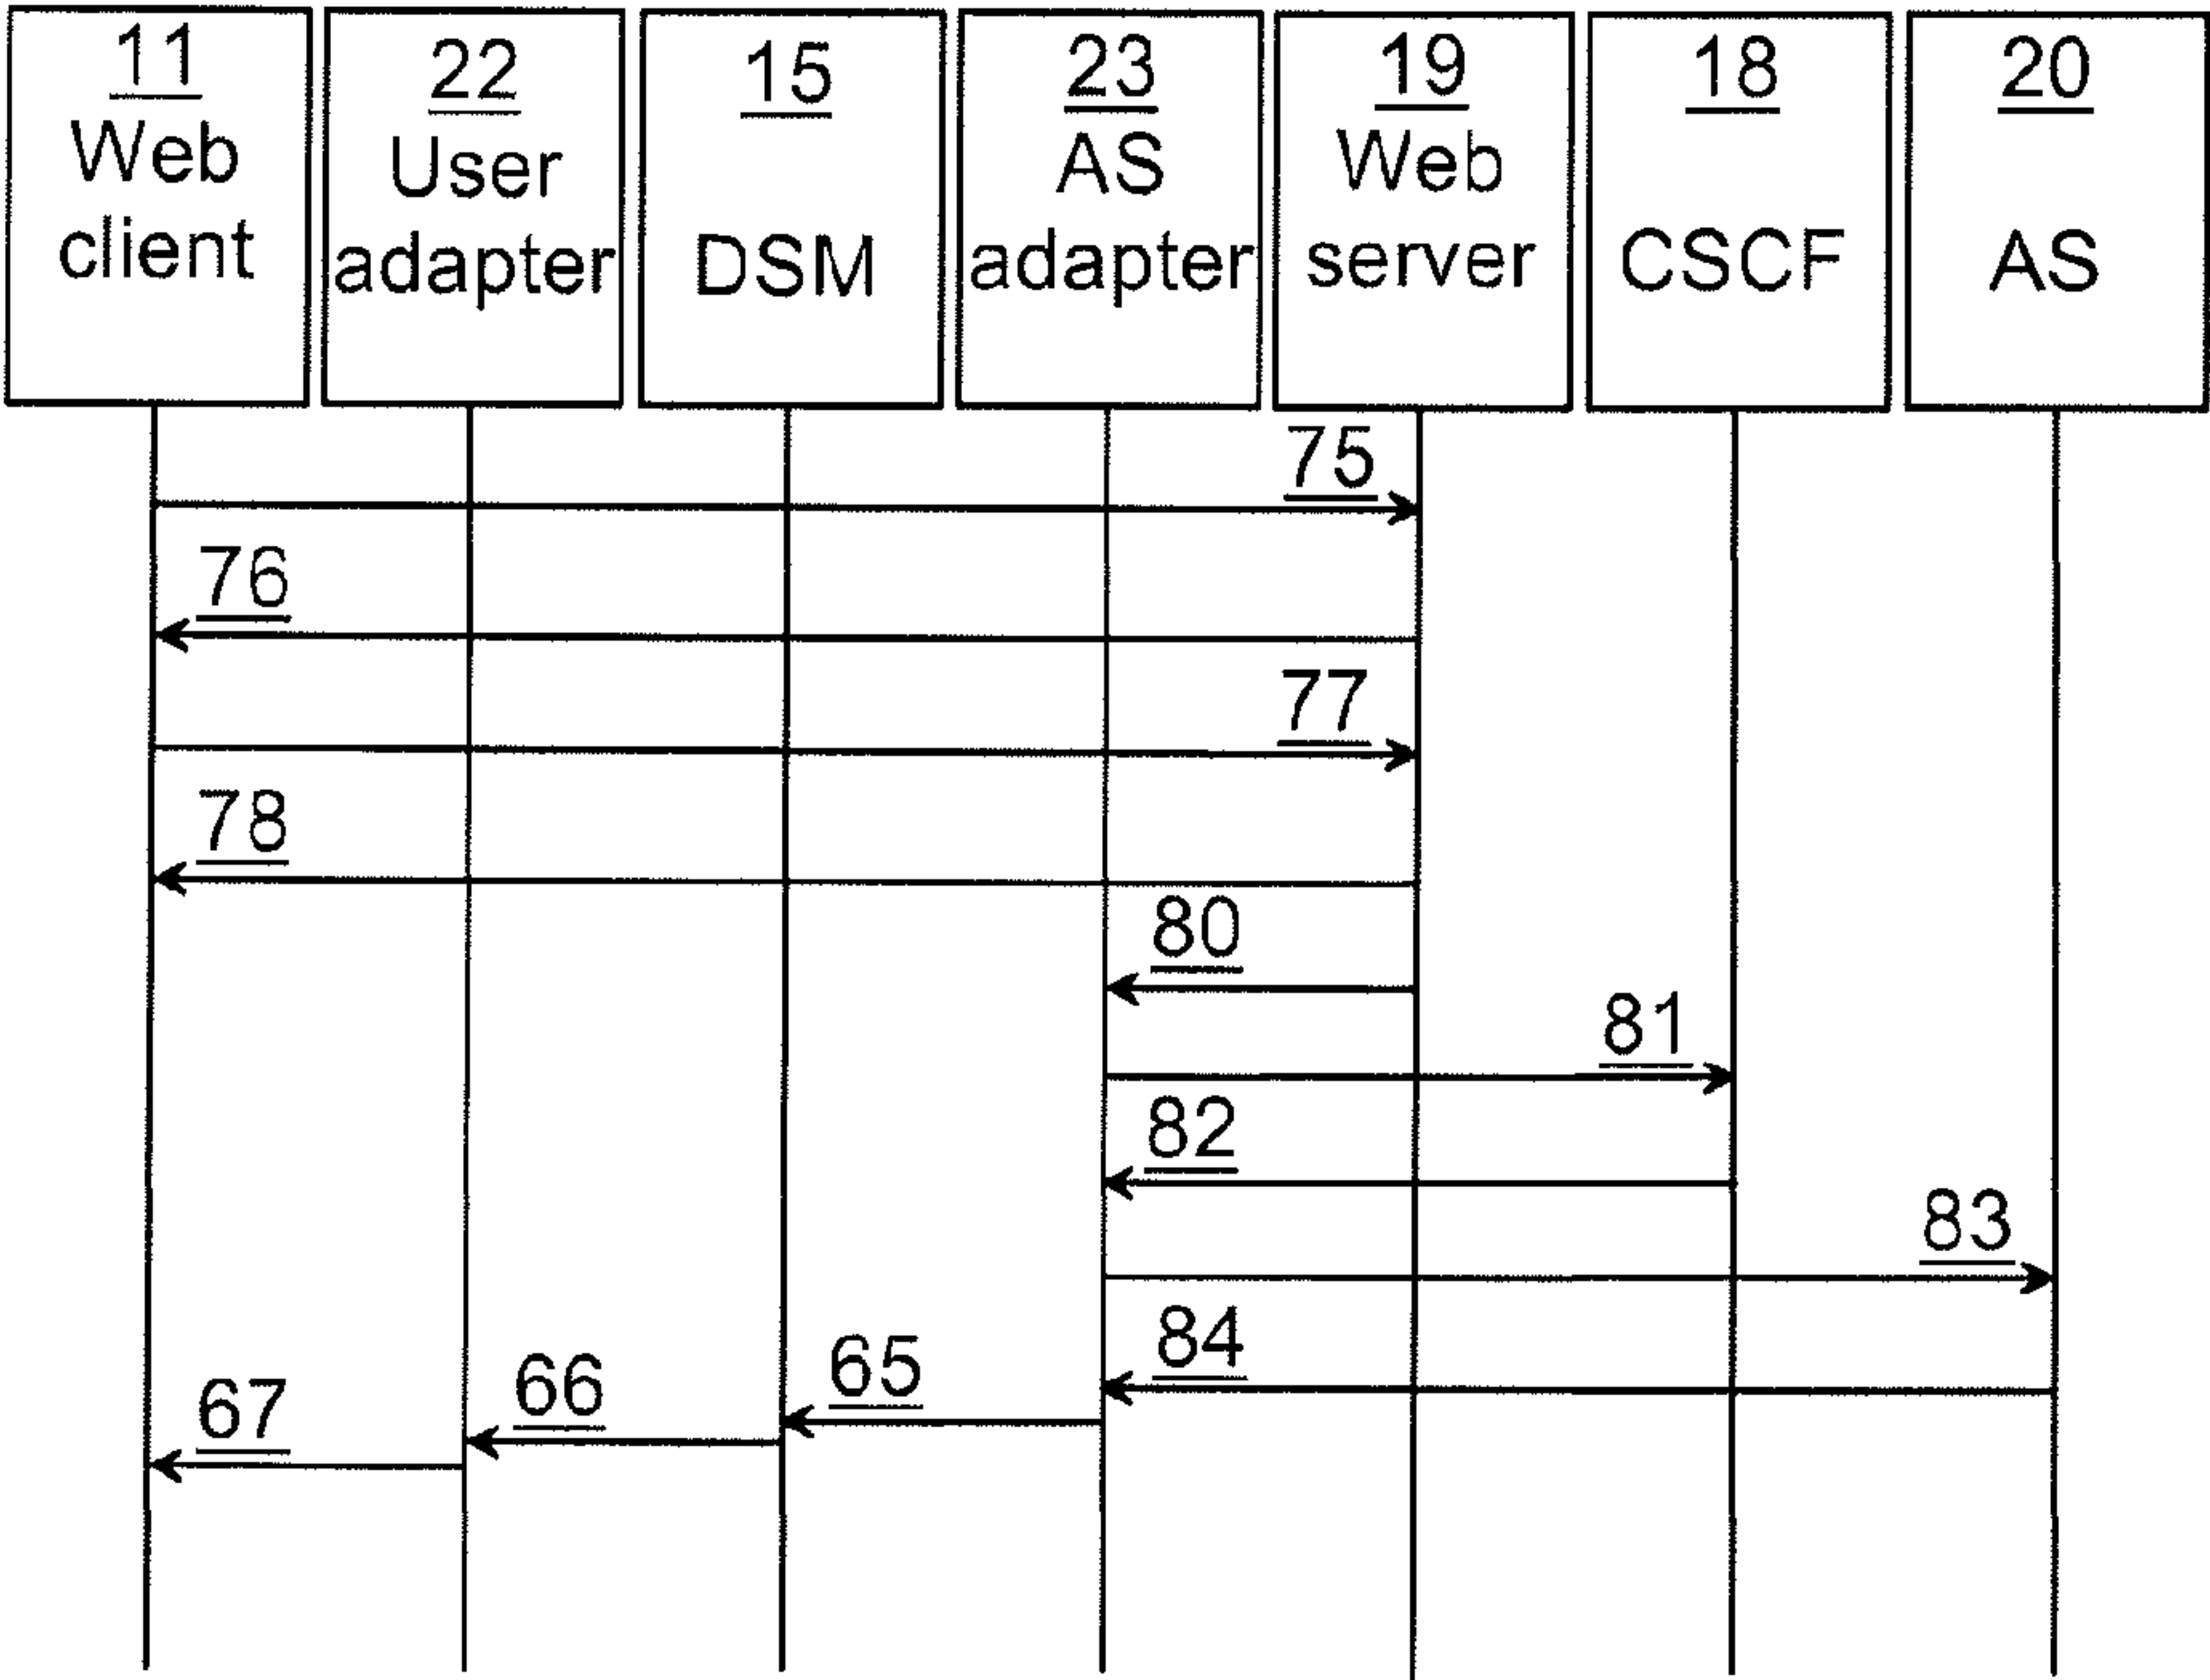 11
Web
client
22
User
adapter
15
DSM
23
AS
adapter
19
Web
server
18
CSCF
20
AS
75
76
77
78
80
81
82
83
84
65
66
67